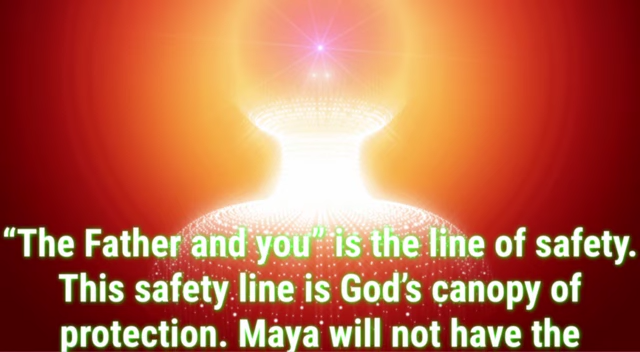 “The Father and you” is the line of safety.
This safety line is God’s canopy of
protection. Maya will not have the